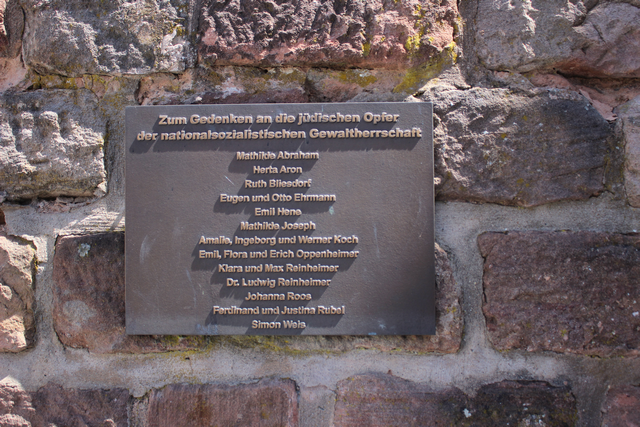 Zum Gedenken an die jüdischen Opfer
der nationalsozialistischen Gewaltherrschaft
Mathilde Abraham
Herta Aron
Ruth Bliesdorf
Eugen und Otto Ehrmann
Emil Hene
Mathilde Joseph
Amalie, Ingeborg und Werner Koch
Emil, Flora und Erich Oppenheimer
Klara und Max Reinheimer
Dr. Ludwig Reinheimer
Johanna Roos
Ferdinand und Justina Rubel
Simon Weis